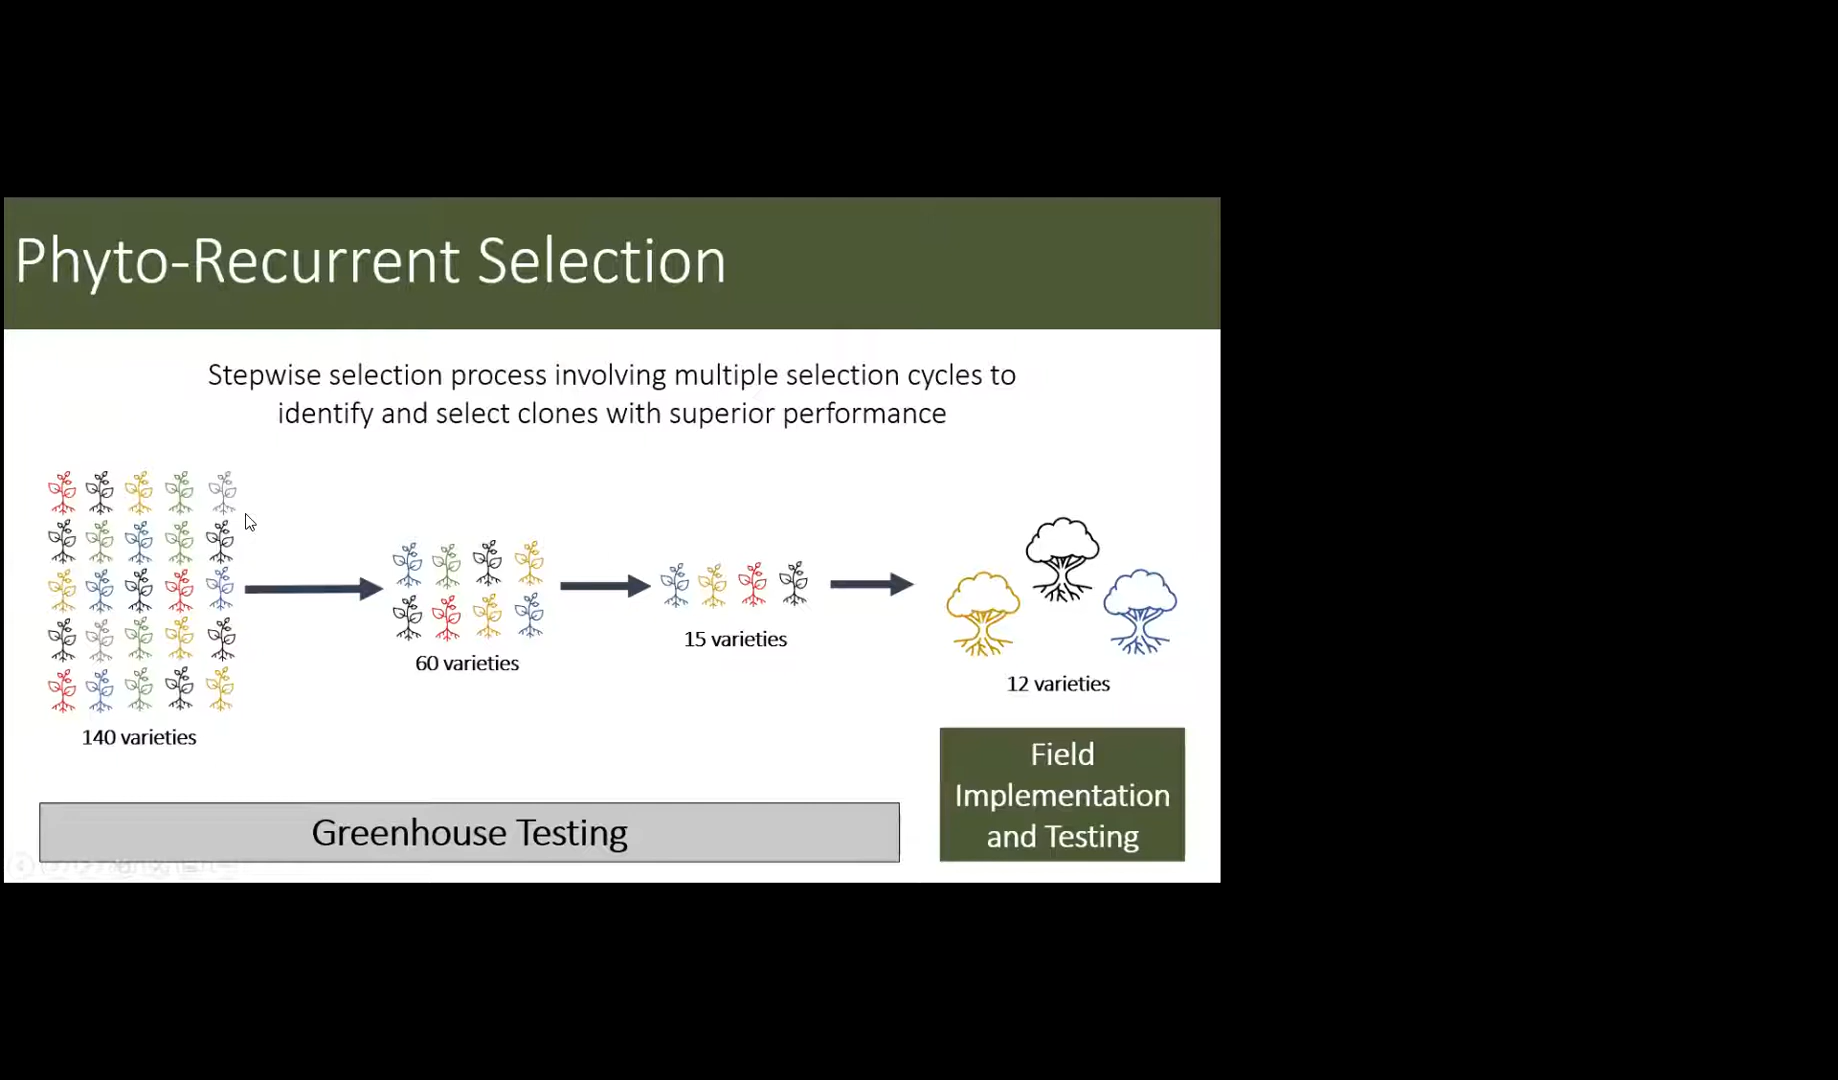 Phyto-Recurrent Selection
Stepwise selection process involving multiple selection cycles to
identify and select clones with superior performance
140 varieties
60 varieties
15 varieties
12 varieties
Greenhouse Testing
Field
Implementation
and Testing